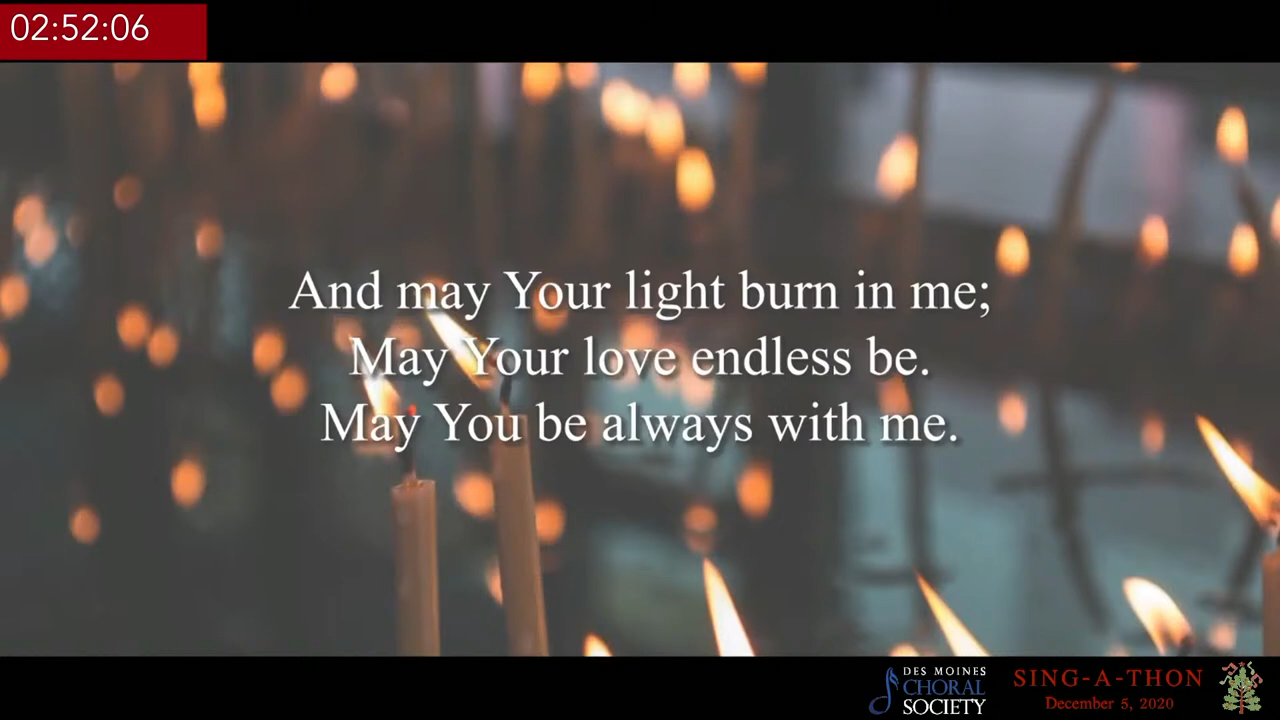 02:52:06
And may Your light burn in me;
May Your love endless be.
May You be always with me.
DES MOINES
CHORAL
SOCIETY
SING-A-THON
December 5, 2020